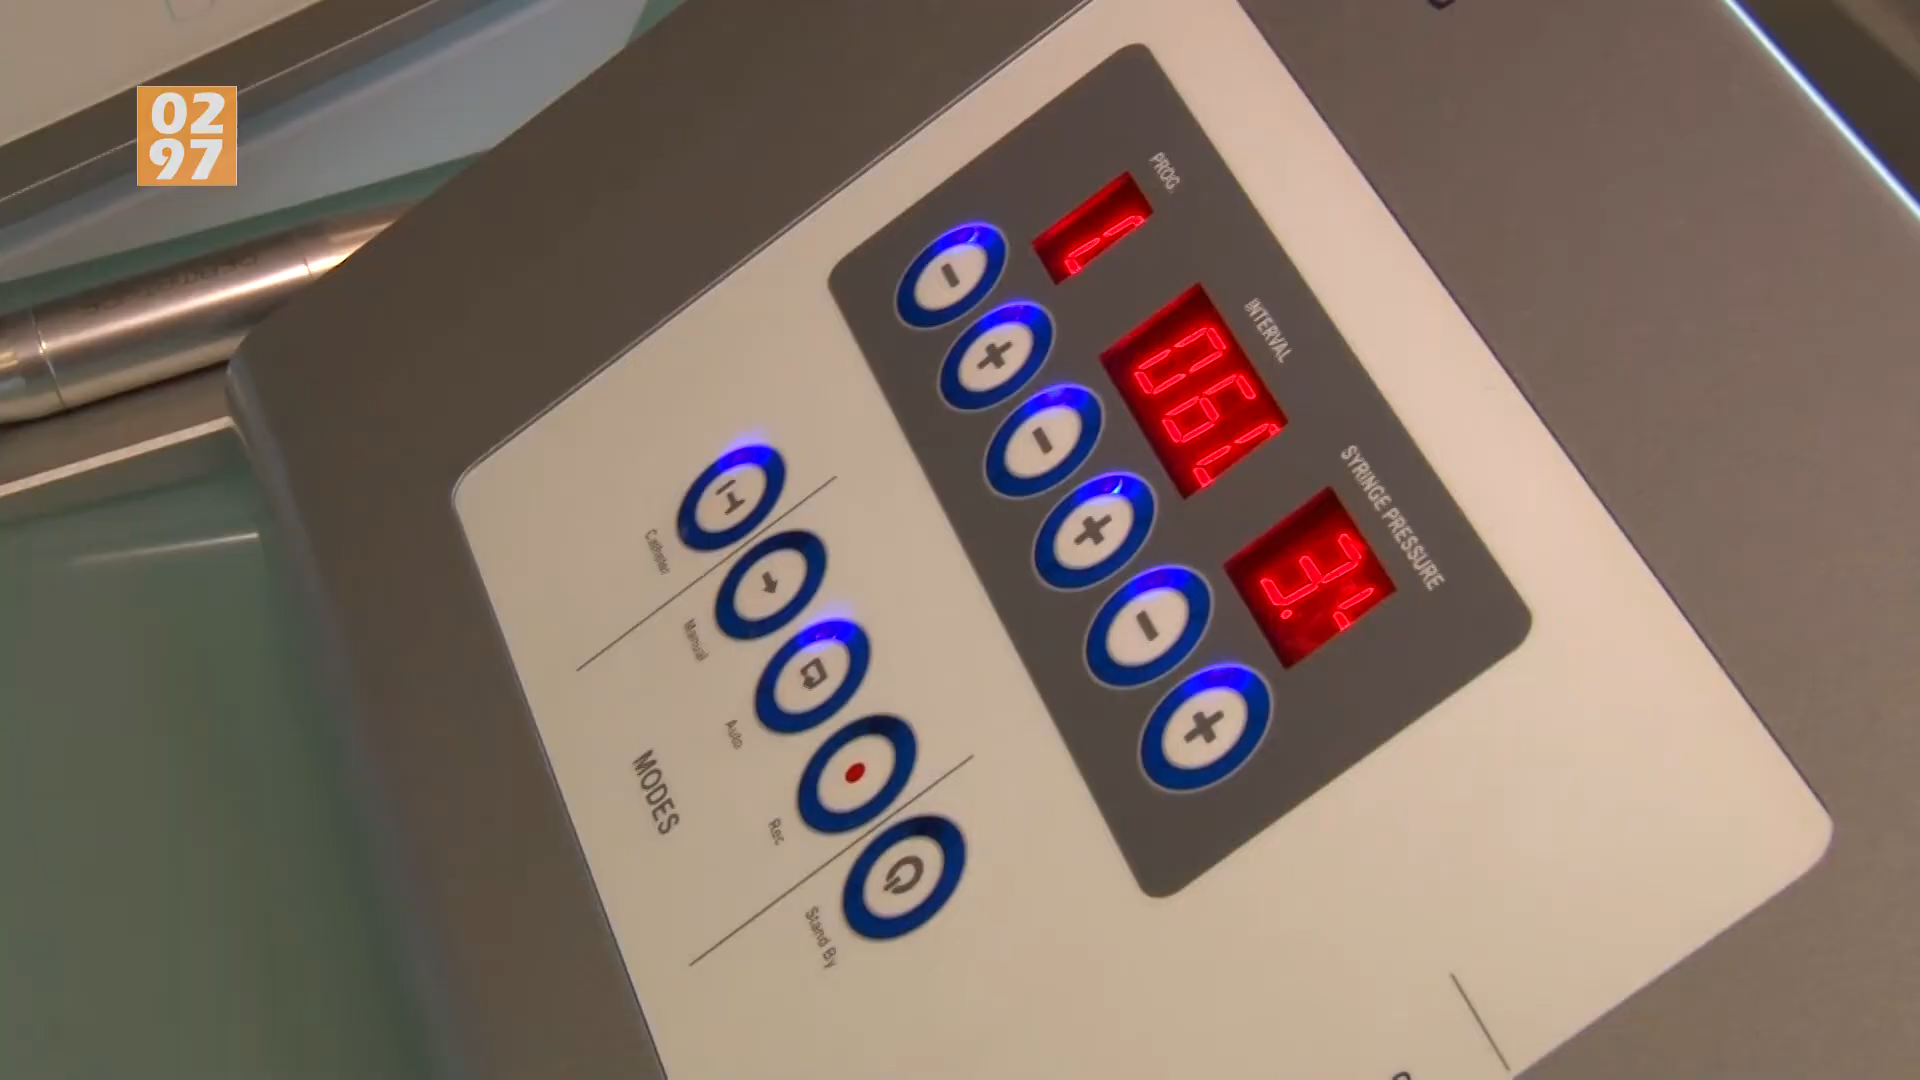 02
97
PROG.
INTERVAL
SYRINGE PRESSURE
Catheter
Manual
Auto
Rec
Stand By
MODES